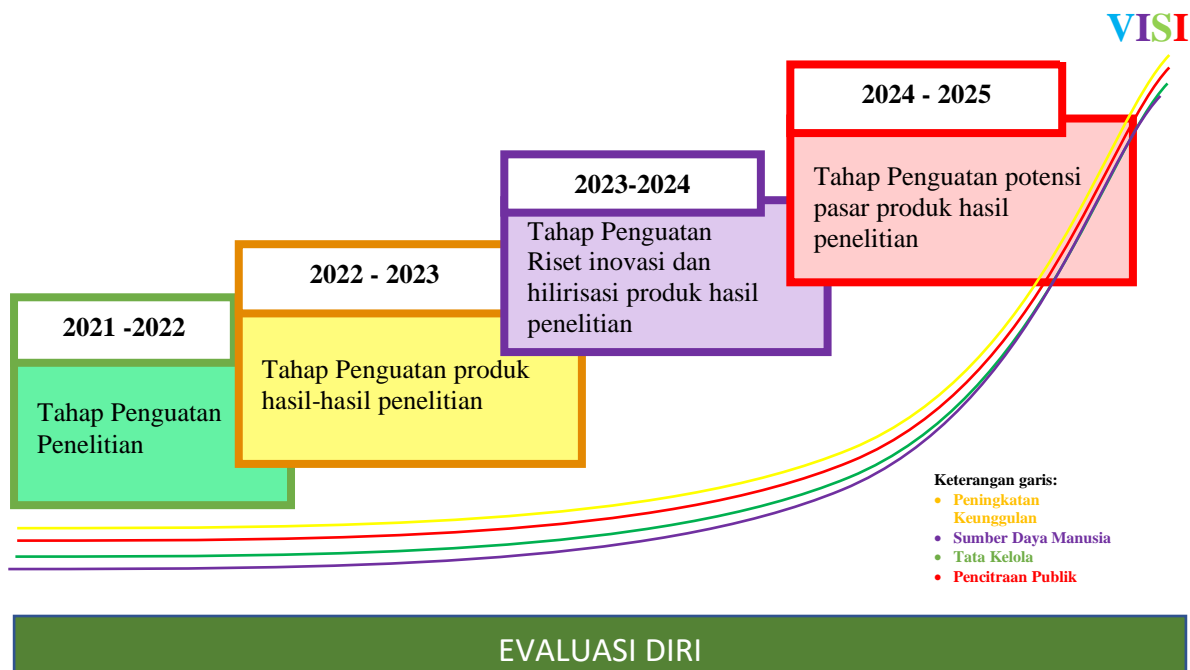 VISI
2024 - 2025
Tahap Penguatan potensi
pasar produk hasil
penelitian
2023-2024
Tahap Penguatan
Riset inovasi dan
hilirisasi produk hasil
penelitian
2022 - 2023
Tahap Penguatan produk
hasil-hasil penelitian
2021 -2022
Tahap Penguatan
Penelitian
Keterangan garis:
• Peningkatan
Keunggulan
• Sumber Daya Manusia
• Tata Kelola
• Pencitraan Publik
EVALUASI DIRI